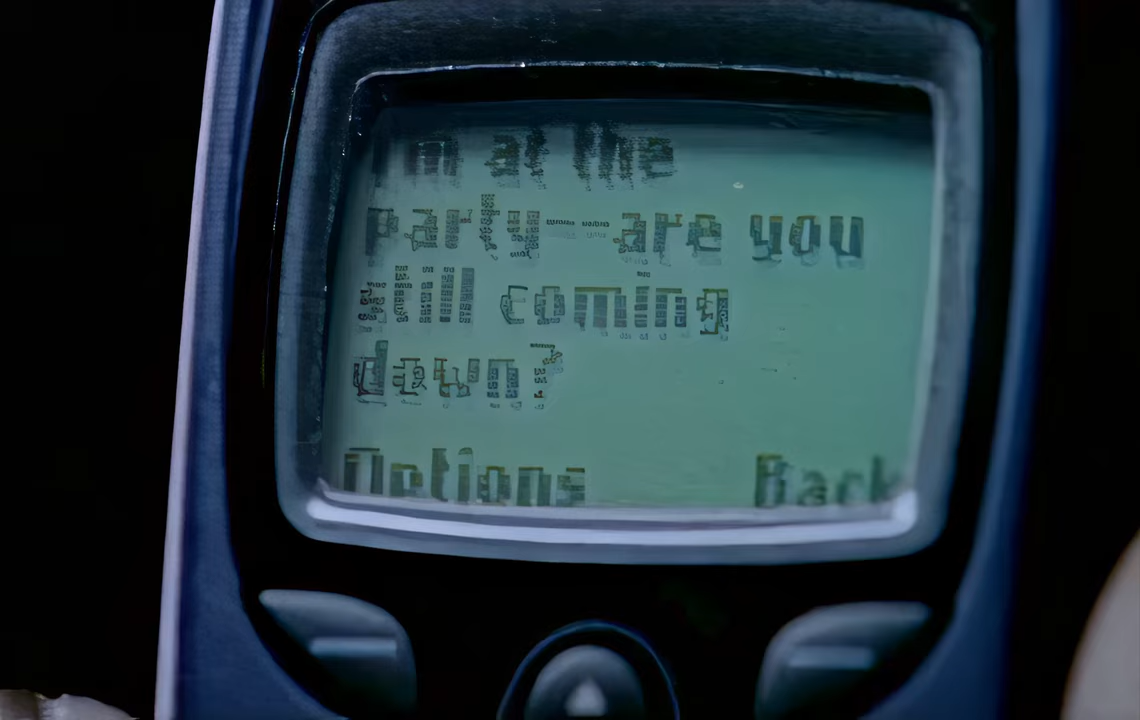 I'm at the
party -- are you
still coming
down?
Options Back